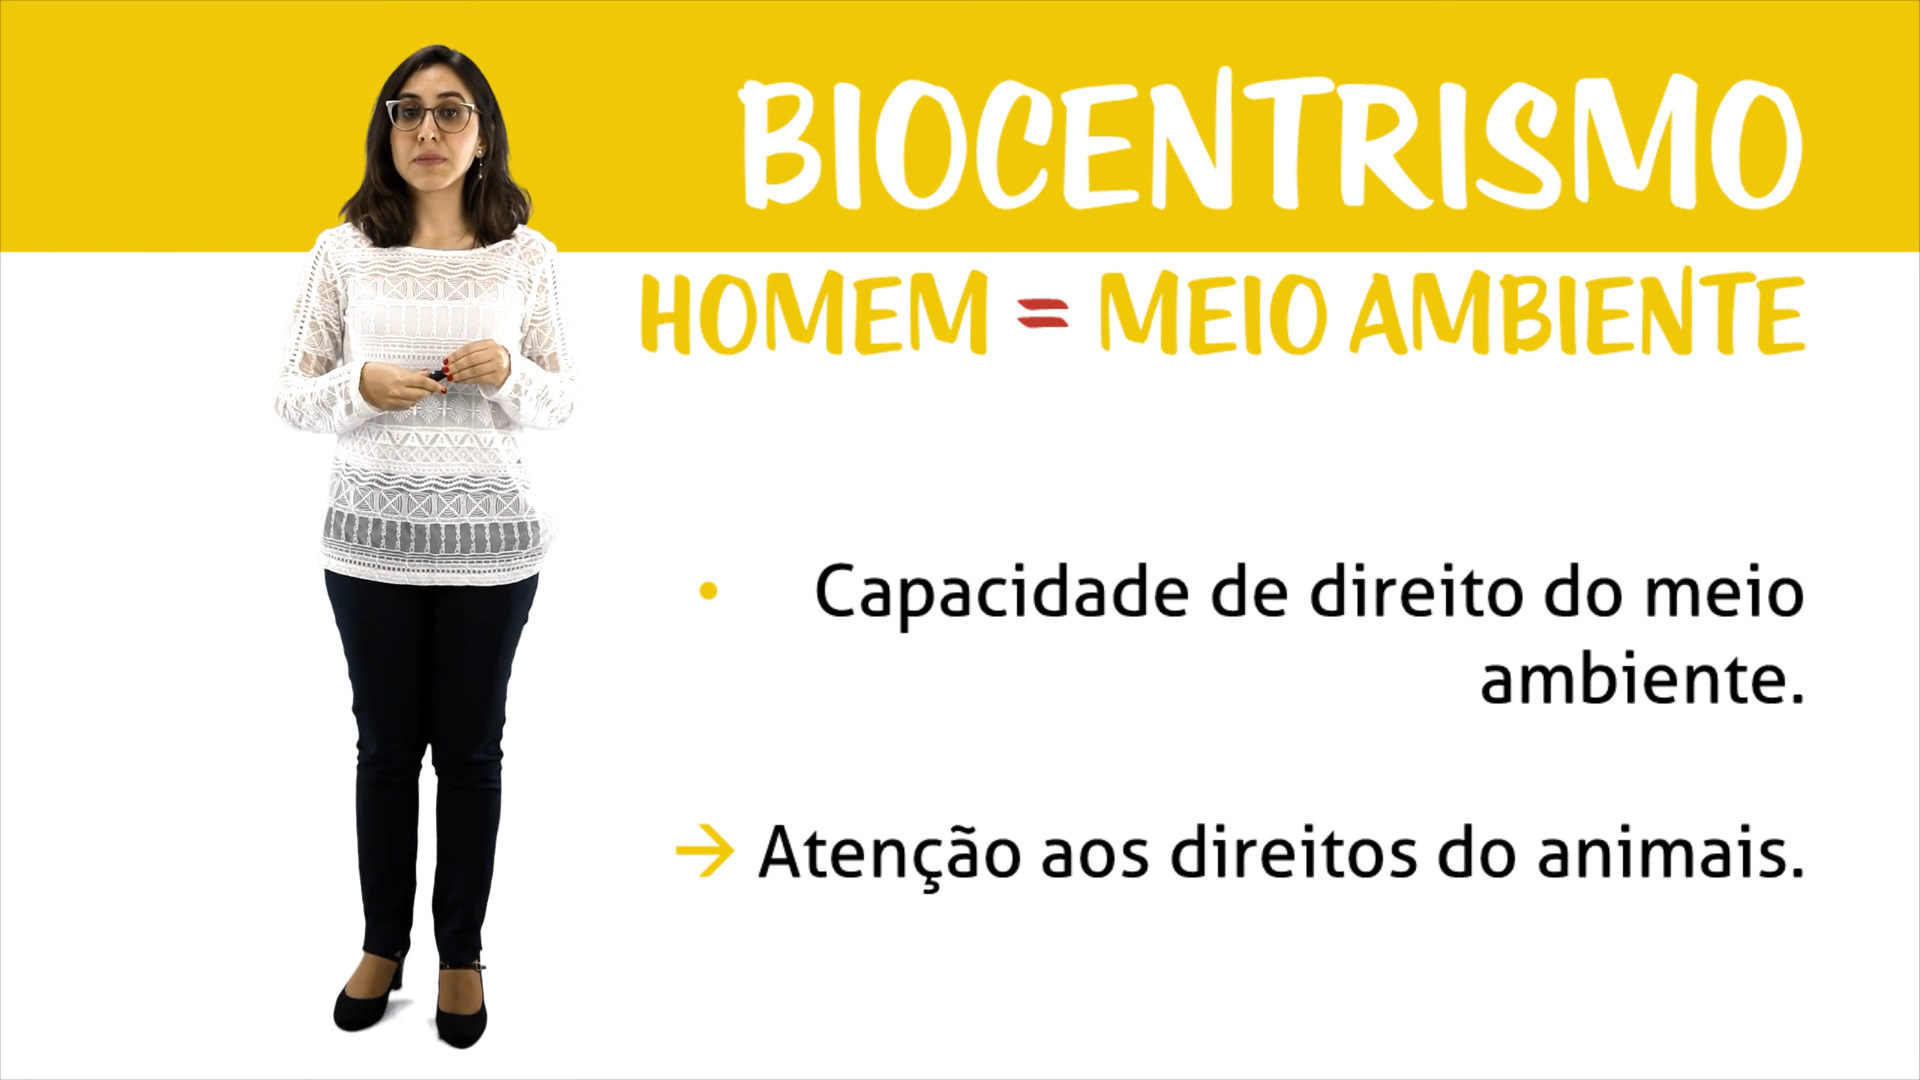 BIOCENTRISMO
HOMEM = MEIO AMBIENTE
• Capacidade de direito do meio
ambiente.
→ Atenção aos direitos do animais.